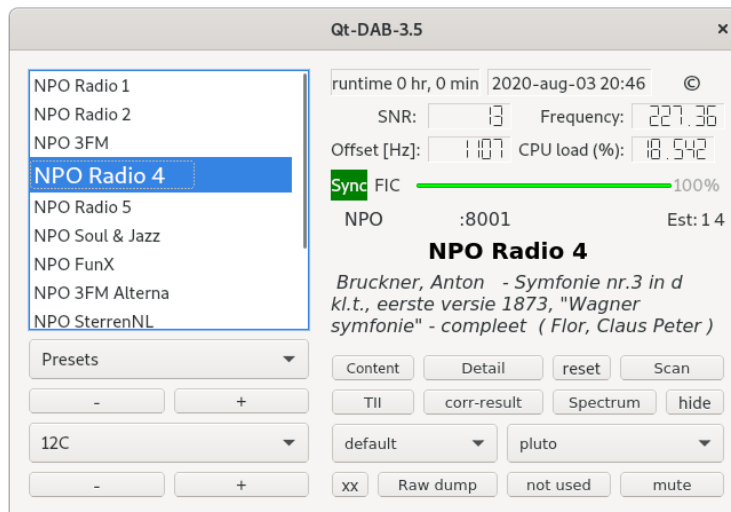 Qt-DAB-3.5
×
NPO Radio 1
NPO Radio 2
NPO 3FM
NPO Radio 4
NPO Radio 5
NPO Soul & Jazz
NPO FunX
NPO 3FM Alterna
NPO SterrenNL
Presets
- +
12C
- +
runtime 0 hr, 0 min 2020-aug-03 20:46 ©
SNR: 13 Frequency: 227.36
Offset [Hz]: 1107 CPU load (%): 18.542
Sync FIC 100%
NPO :8001 Est: 1 4
NPO Radio 4
Bruckner, Anton - Symfonie nr.3 in d
kl.t., eerste versie 1873, "Wagner
symfonie" - compleet ( Flor, Claus Peter )
Content Detail reset Scan
TII corr-result Spectrum hide
default pluto
xx Raw dump not used mute